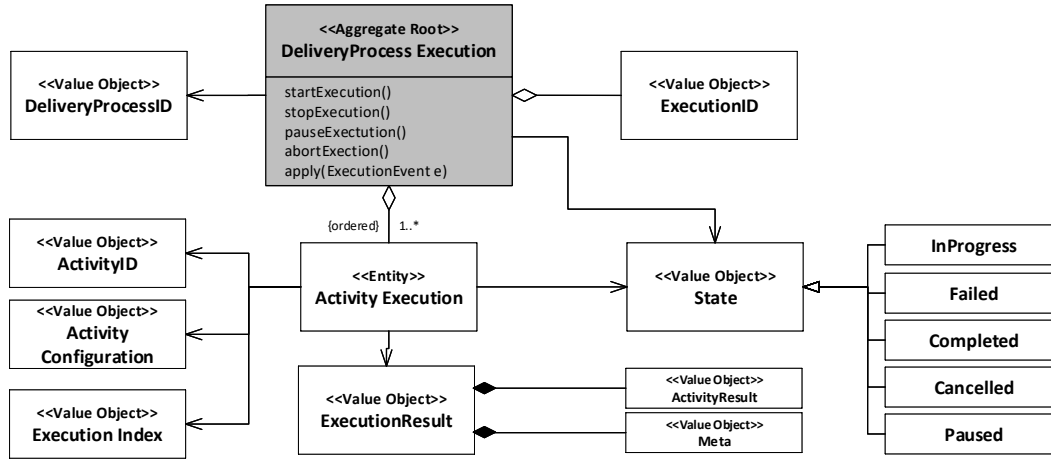 <<Aggregate Root>>
DeliveryProcess Execution
startExecution()
stopExecution()
pauseExectution()
abortExection()
apply(ExecutionEvent e)
<<Value Object>>
DeliveryProcessID
<<Value Object>>
ExecutionID
{ordered}
1..*
<<Value Object>>
ActivityID
<<Value Object>>
Activity
Configuration
<<Value Object>>
Execution Index
<<Entity>>
Activity Execution
<<Value Object>>
State
<<Value Object>>
ExecutionResult
<<Value Object>>
ActivityResult
<<Value Object>>
Meta
InProgress
Failed
Completed
Cancelled
Paused